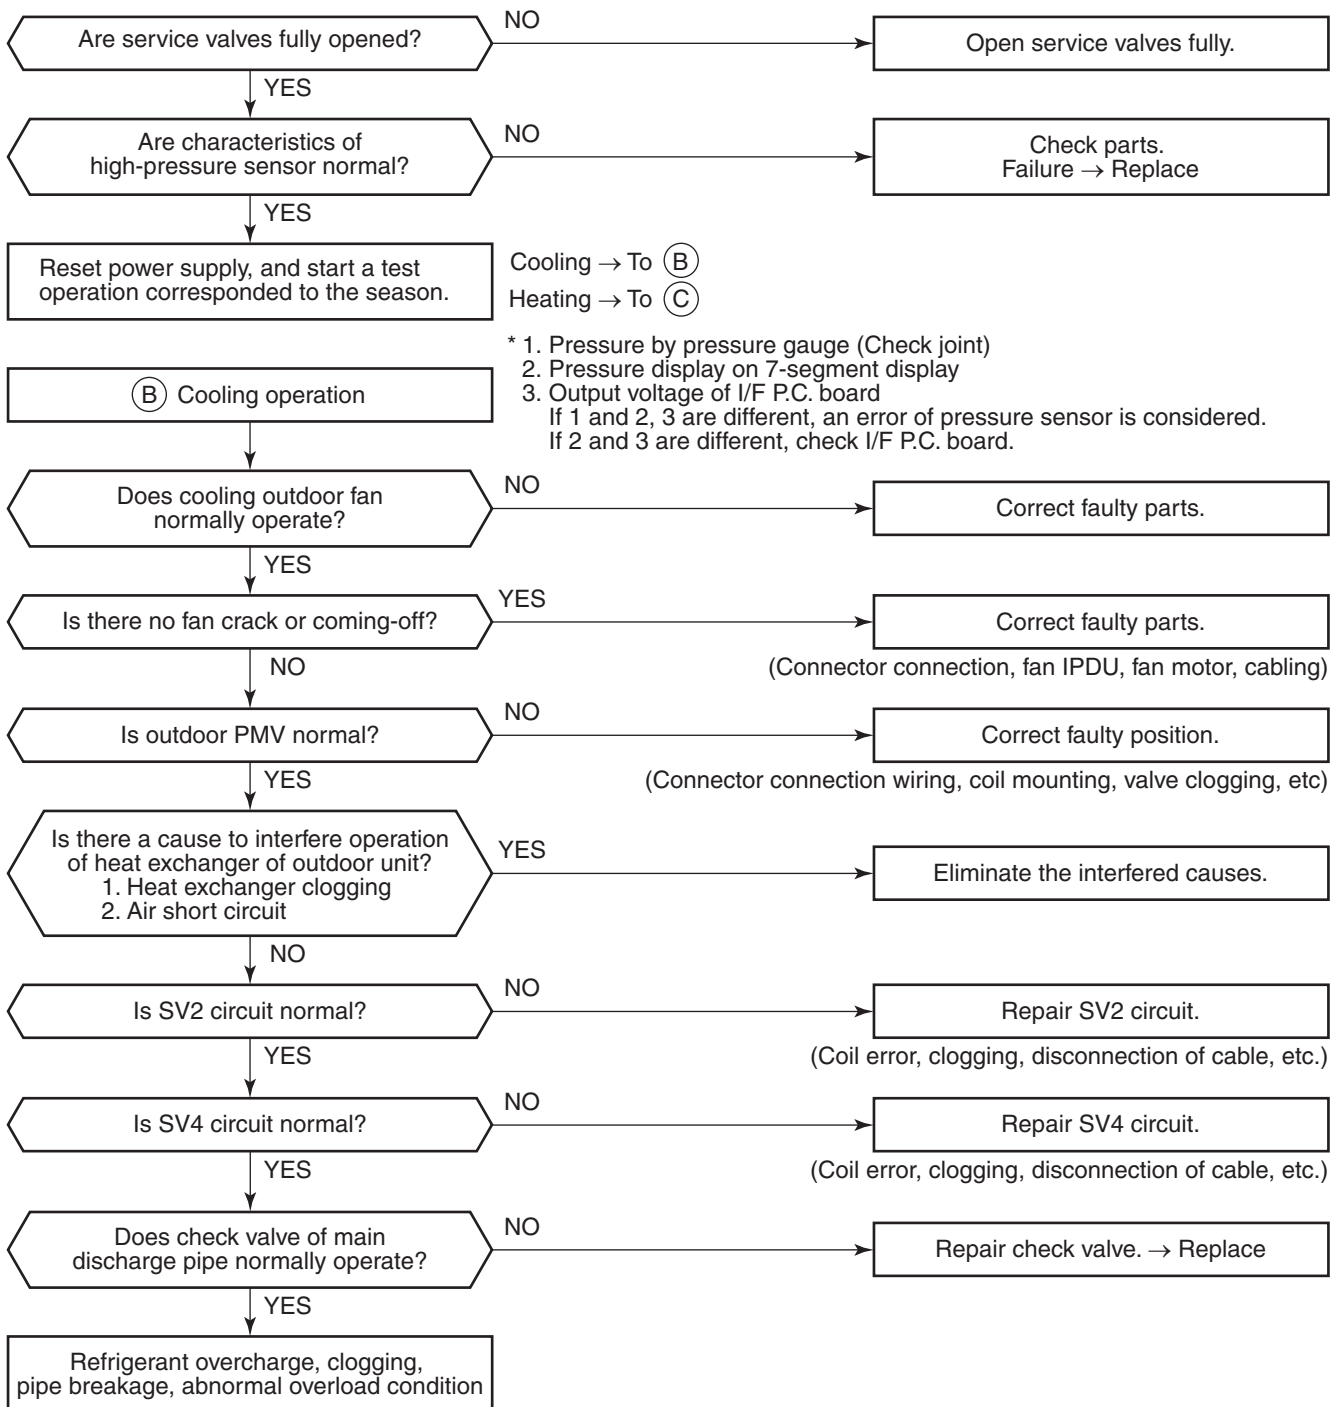 Are service valves fully opened?
NO
Open service valves fully.
YES
Are characteristics of
high-pressure sensor normal?
NO
Check parts.
Failure → Replace
YES
Reset power supply, and start a test
operation corresponded to the season.
Cooling → To B
Heating → To C
* 1. Pressure by pressure gauge (Check joint)
2. Pressure display on 7-segment display
3. Output voltage of I/F P.C. board
If 1 and 2, 3 are different, an error of pressure sensor is considered.
If 2 and 3 are different, check I/F P.C. board.
B Cooling operation
Does cooling outdoor fan
normally operate?
NO
Correct faulty parts.
YES
Is there no fan crack or coming-off?
YES
Correct faulty parts.
(Connector connection, fan IPDU, fan motor, cabling)
NO
Is outdoor PMV normal?
NO
Correct faulty position.
(Connector connection wiring, coil mounting, valve clogging, etc)
YES
Is there a cause to interfere operation
of heat exchanger of outdoor unit?
1. Heat exchanger clogging
2. Air short circuit
YES
Eliminate the interfered causes.
NO
Is SV2 circuit normal?
NO
Repair SV2 circuit.
(Coil error, clogging, disconnection of cable, etc.)
YES
Is SV4 circuit normal?
NO
Repair SV4 circuit.
(Coil error, clogging, disconnection of cable, etc.)
YES
Does check valve of main
discharge pipe normally operate?
NO
Repair check valve. → Replace
YES
Refrigerant overcharge, clogging,
pipe breakage, abnormal overload condition